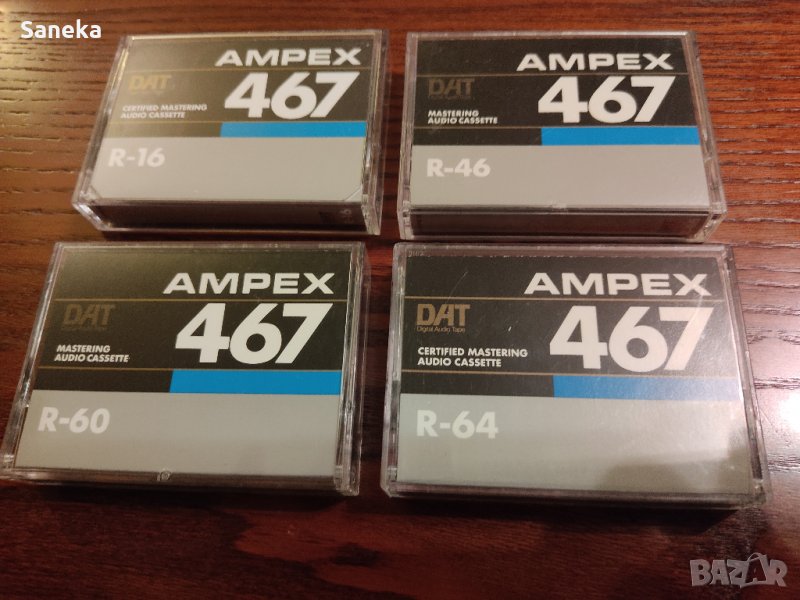 Saneka
AMPEX
DAT
467
CERTIFIED MASTERING
AUDIO CASSETTE
R-16
AMPEX
DAT
467
MASTERING
AUDIO CASSETTE
R-46
AMPEX
DAT
467
MASTERING
AUDIO CASSETTE
R-60
AMPEX
DAT
Digital Audio Tape
467
CERTIFIED MASTERING
AUDIO CASSETTE
R-64
BAZAR